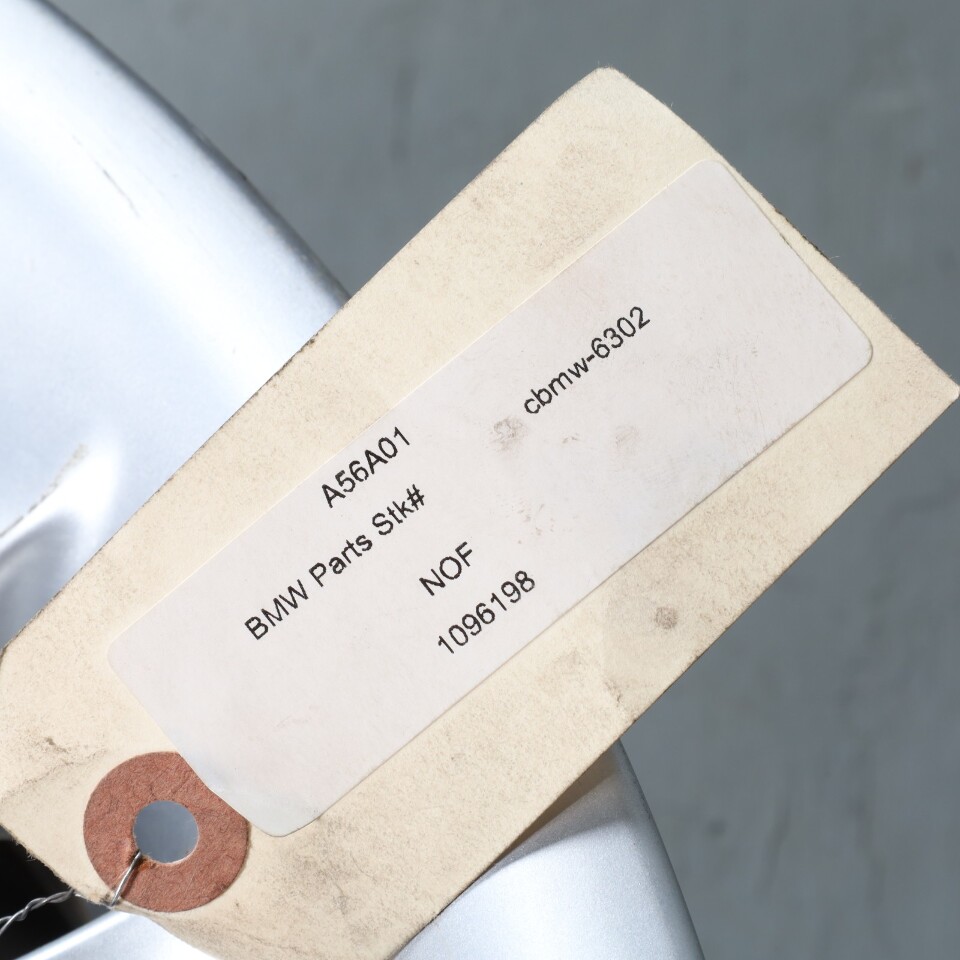 A56A01
BMW Parts Stk#
cbmw-6302
NOF
1096198